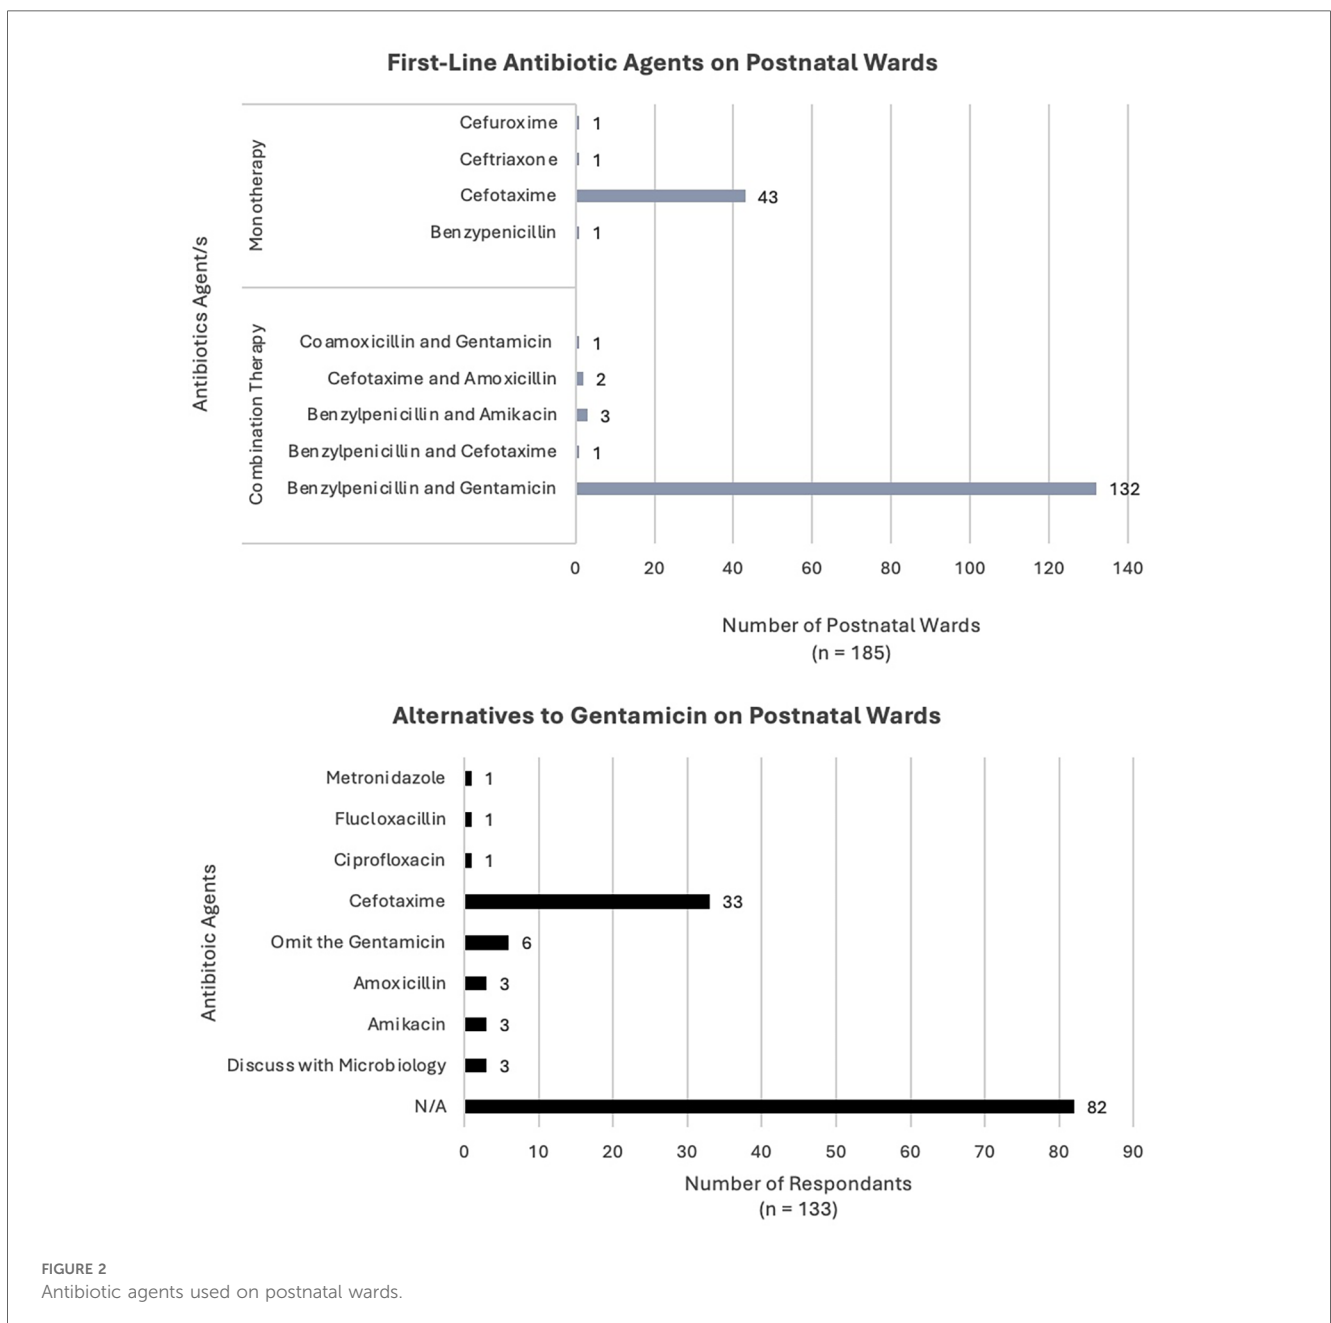 First-Line Antibiotic Agents on Postnatal Wards
Antibiotics Agent/s
Monotherapy
Cefuroxime 1
Ceftriaxone 1
Cefotaxime 43
Benzypenicillin 1
Combination Therapy
Coamoxicillin and Gentamicin 1
Cefotaxime and Amoxicillin 2
Benzylpenicillin and Amikacin 3
Benzylpenicillin and Cefotaxime 1
Benzylpenicillin and Gentamicin 132
0 20 40 60 80 100 120 140
Number of Postnatal Wards
(n = 185)
Alternatives to Gentamicin on Postnatal Wards
Antibitoic Agents
Metronidazole 1
Flucloxacillin 1
Ciprofloxacin 1
Cefotaxime 33
Omit the Gentamicin 6
Amoxicillin 3
Amikacin 3
Discuss with Microbiology 3
N/A 82
0 10 20 30 40 50 60 70 80 90
Number of Respondants
(n = 133)
FIGURE 2
Antibiotic agents used on postnatal wards.